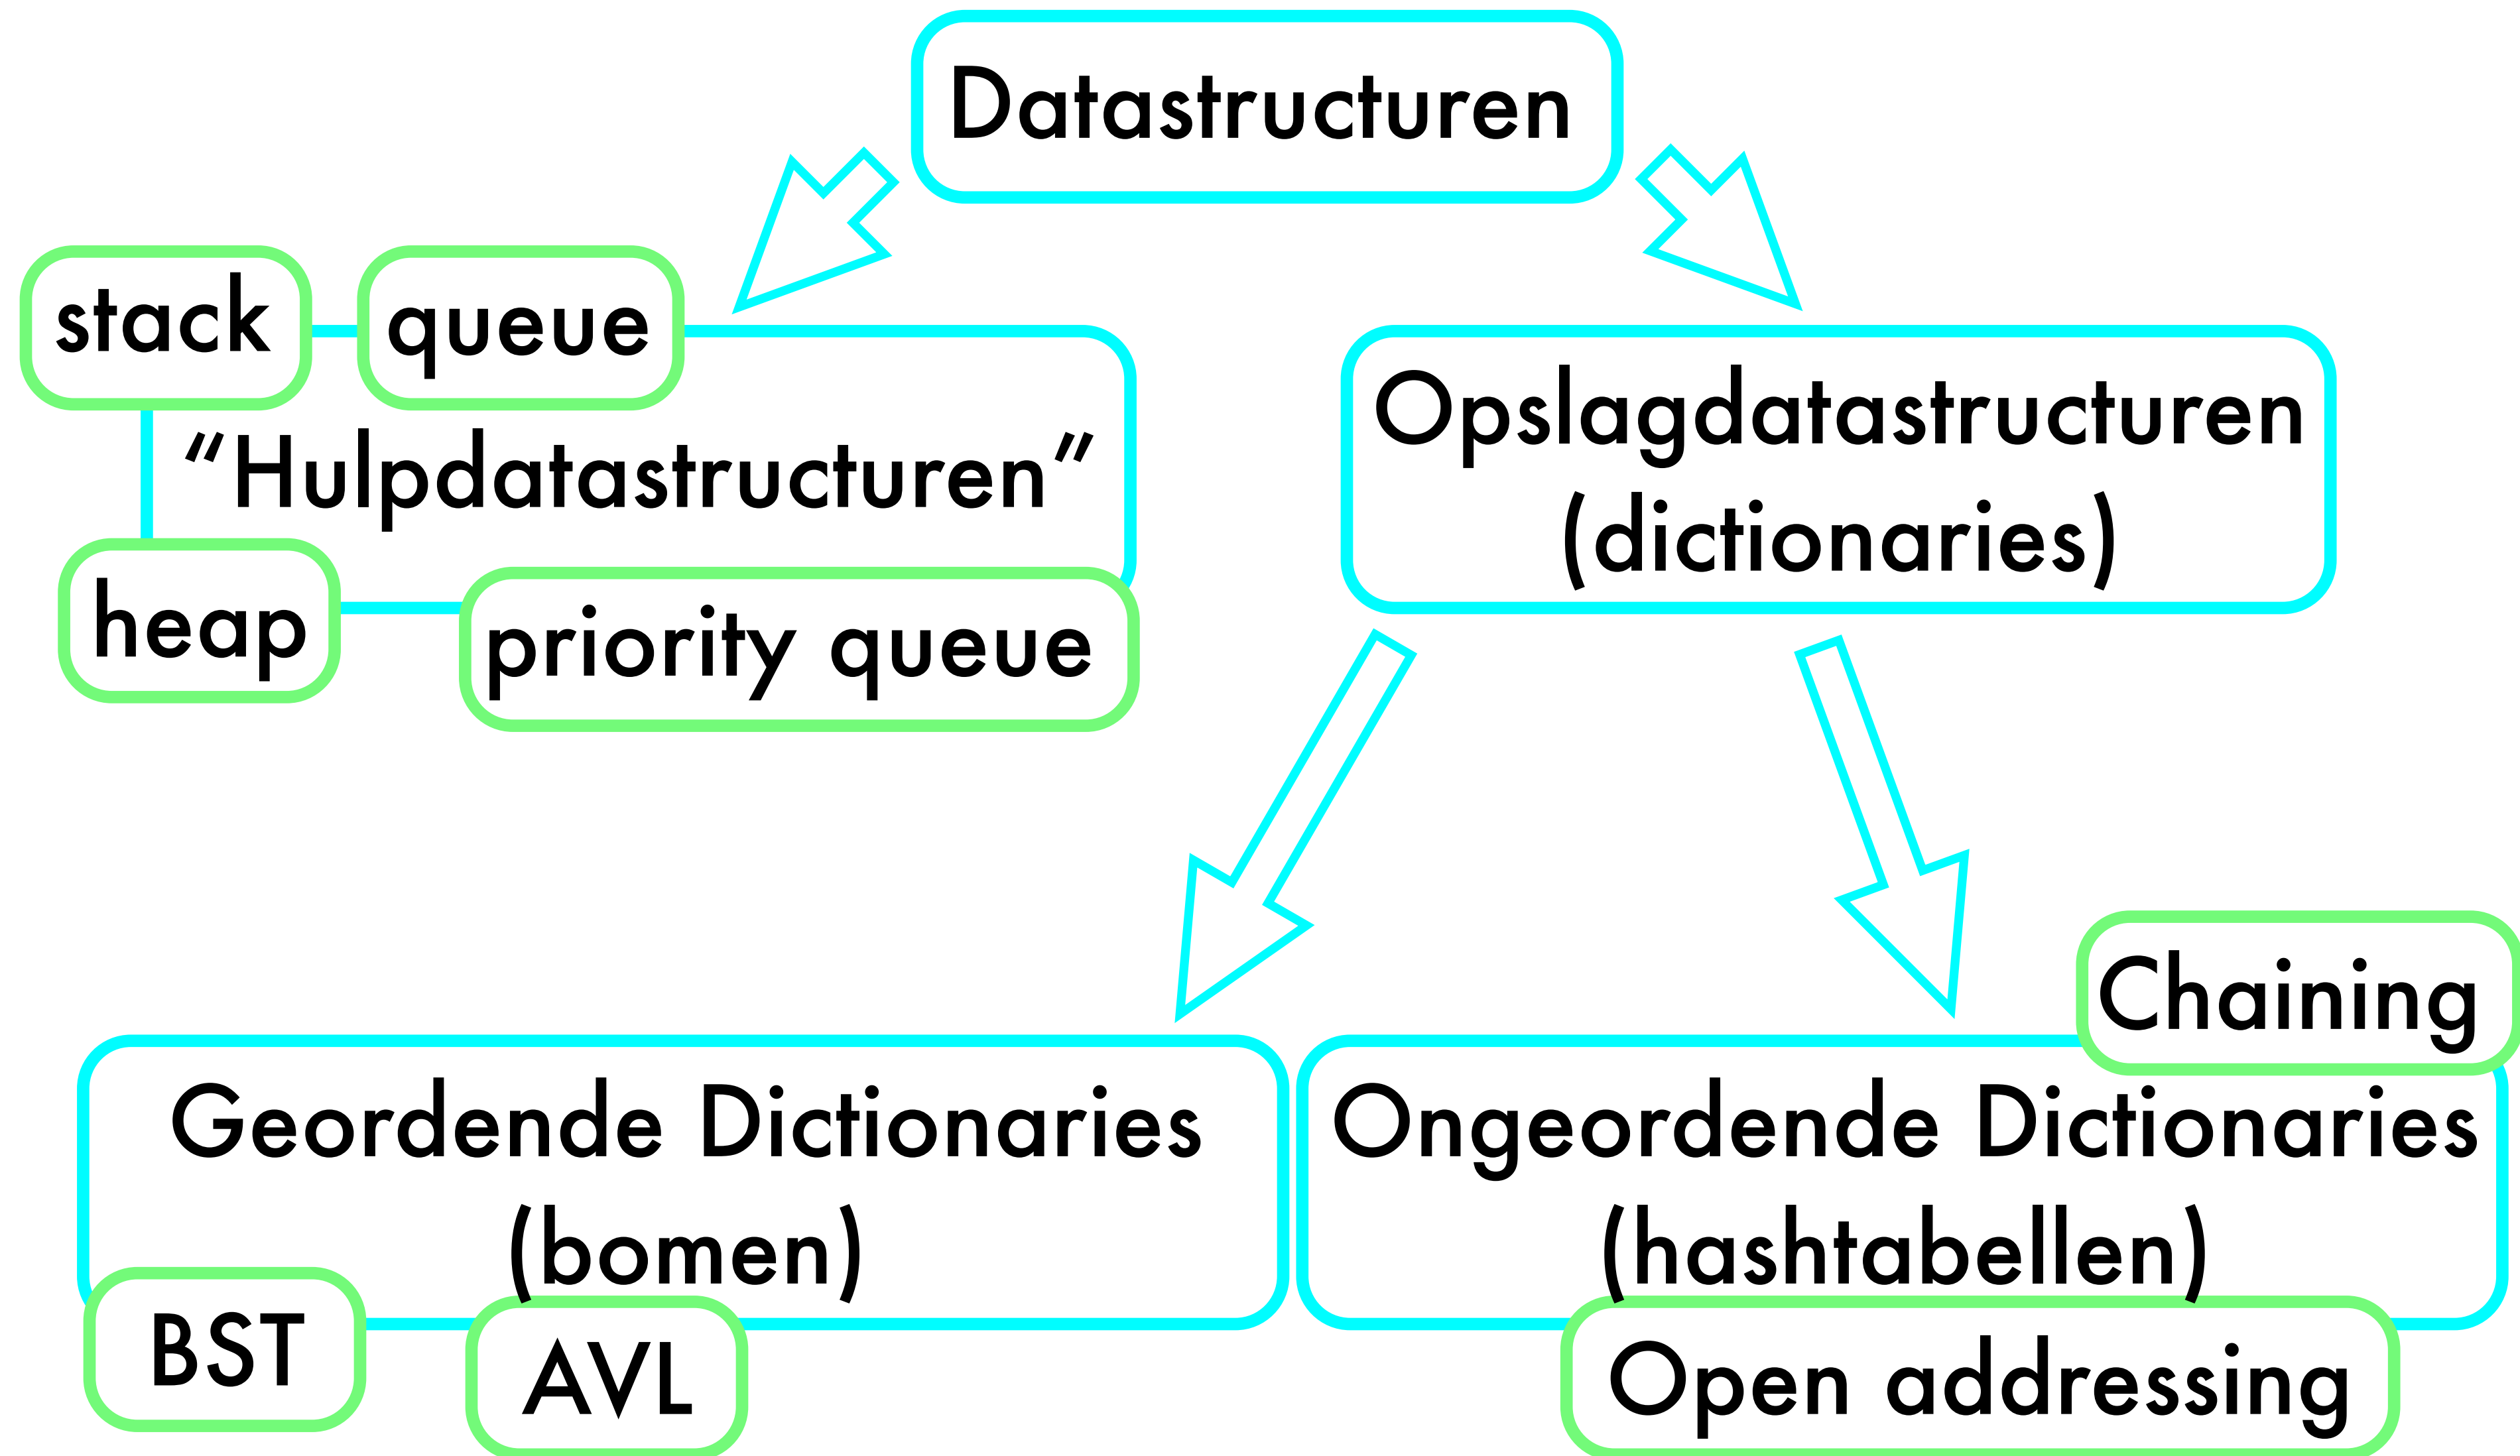 Datastructuren
stack
queue
"Hulpdatastructuren"
heap
priority queue
Opslagdatastructuren
(dictionaries)
Geordende Dictionaries
(bomen)
BST
AVL
Chaining
Ongeordende Dictionaries
(hashtabellen)
Open addressing